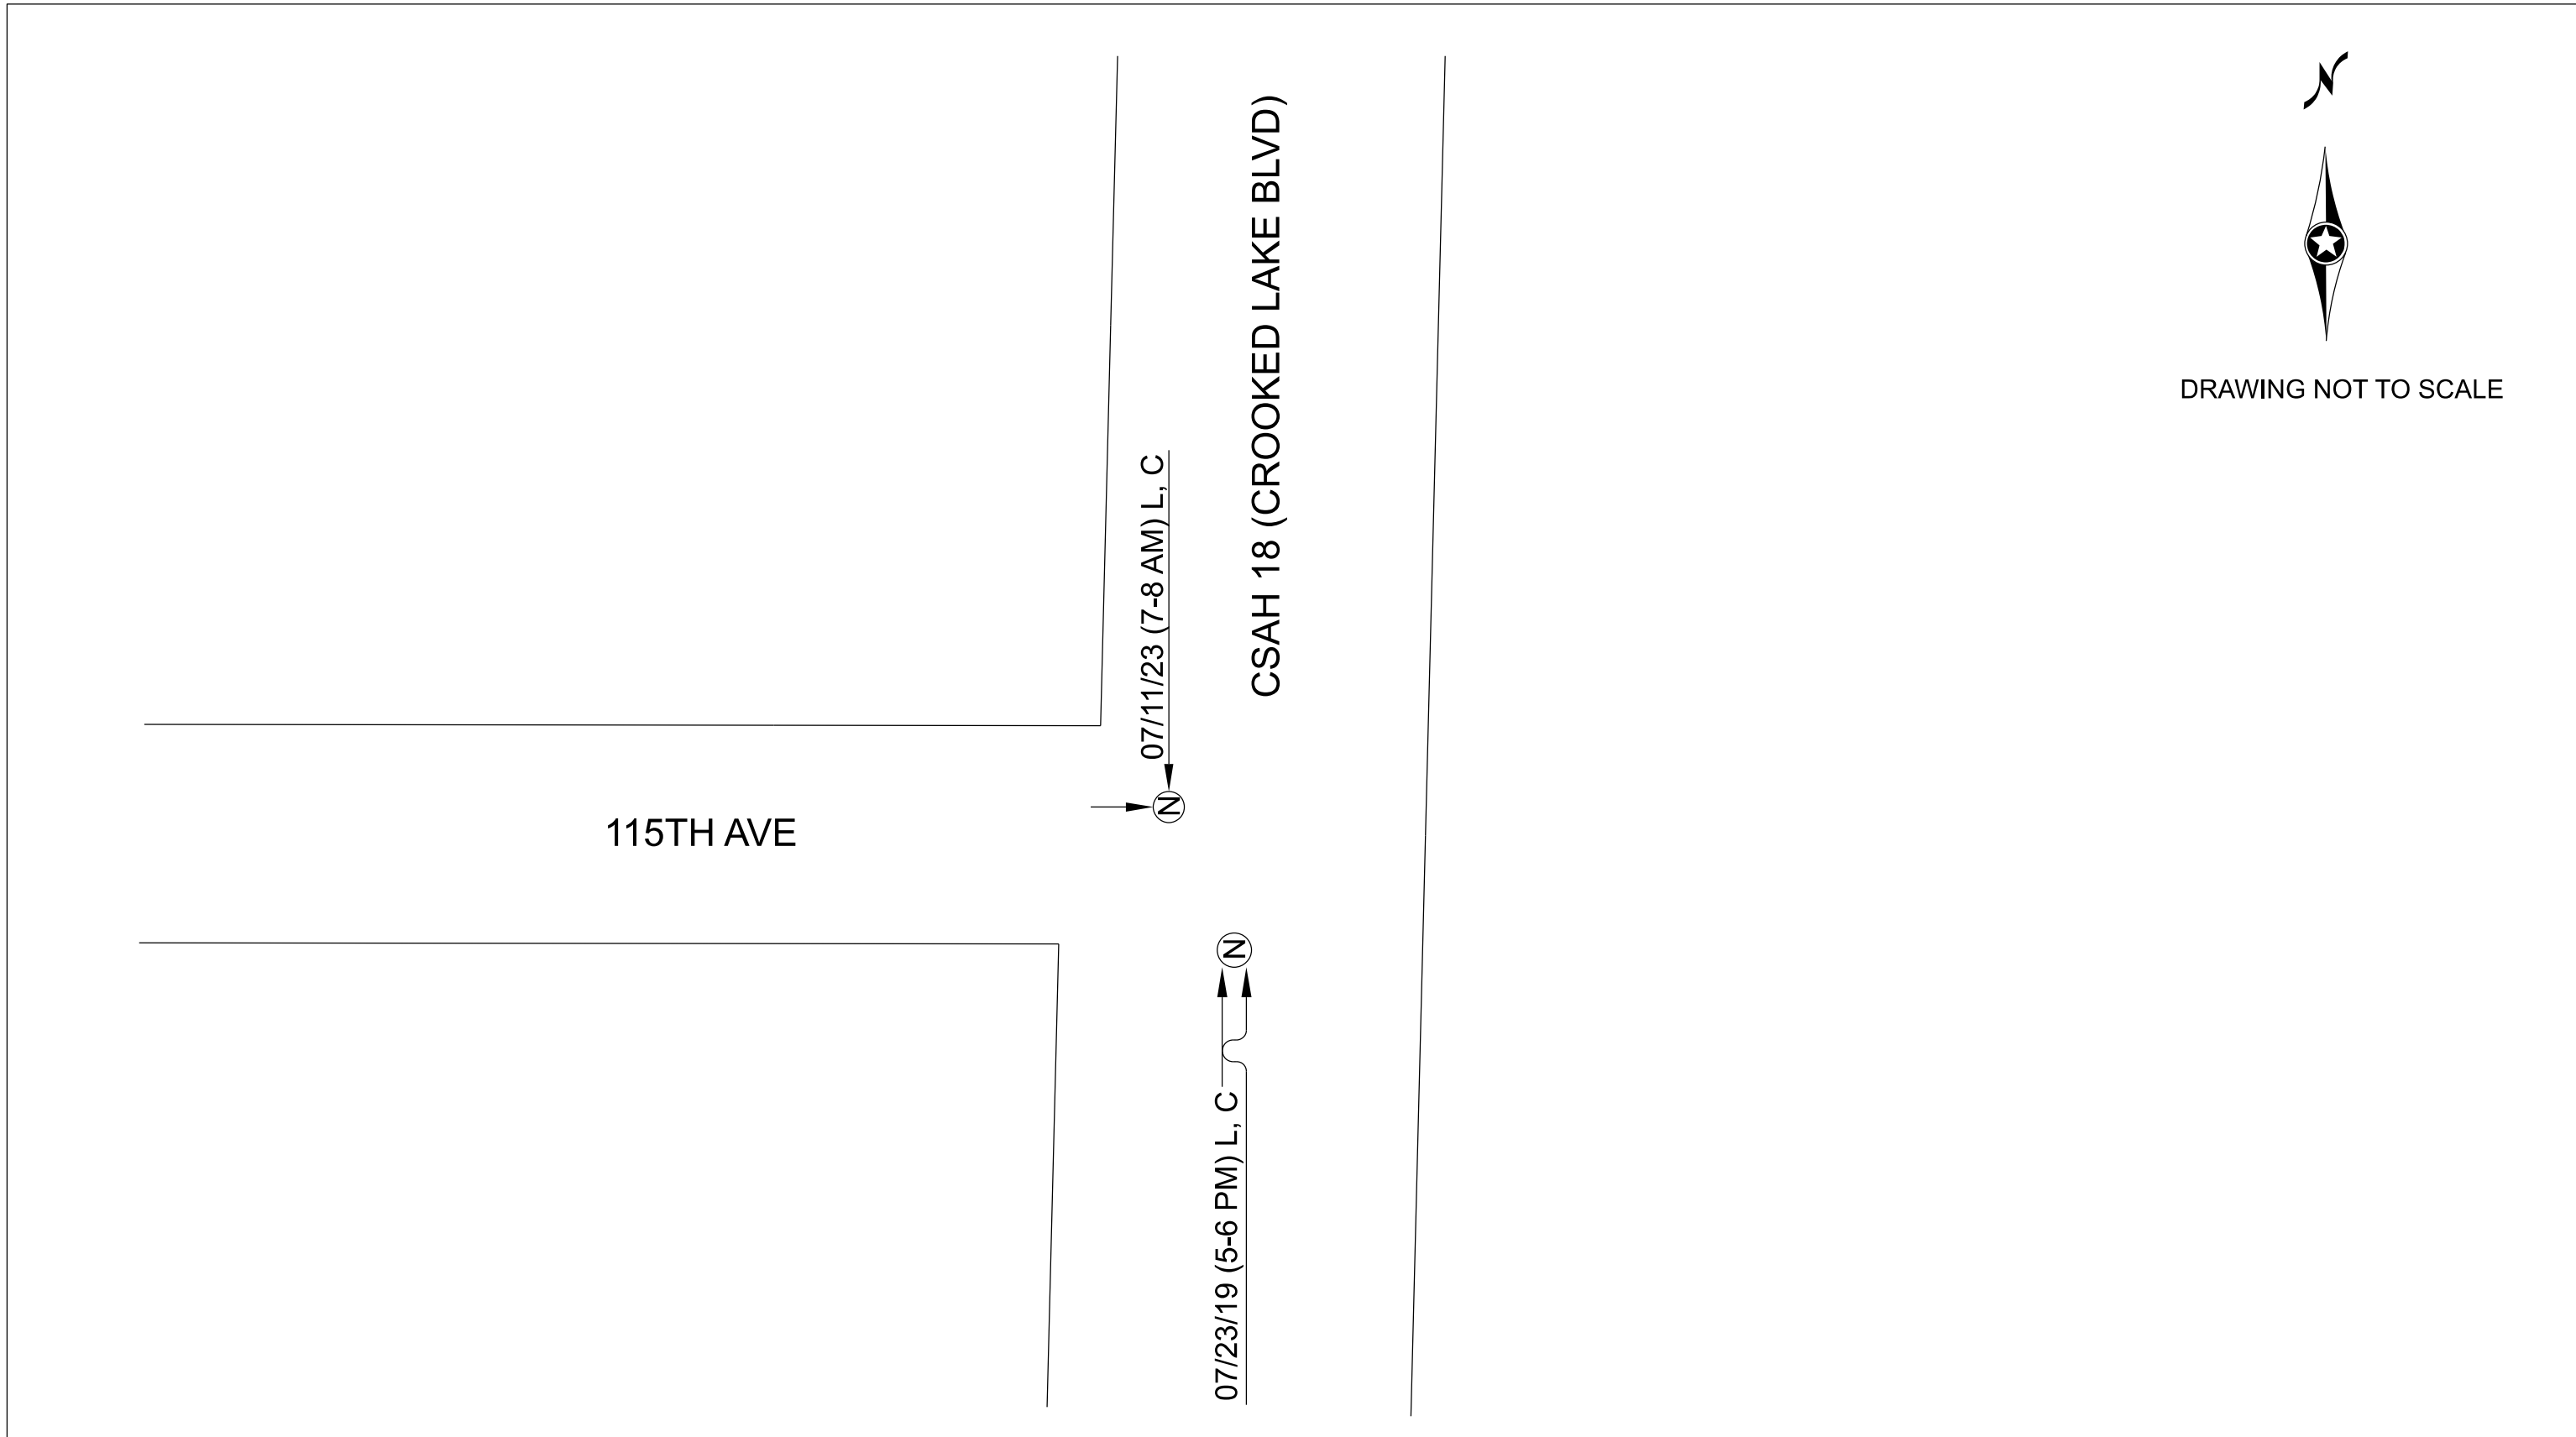 N
DRAWING NOT TO SCALE
CSAH 18 (CROOKED LAKE BLVD)
07/11/23 (7-8 AM) L, C
N
115TH AVE
N
07/23/19 (5-6 PM) L, C